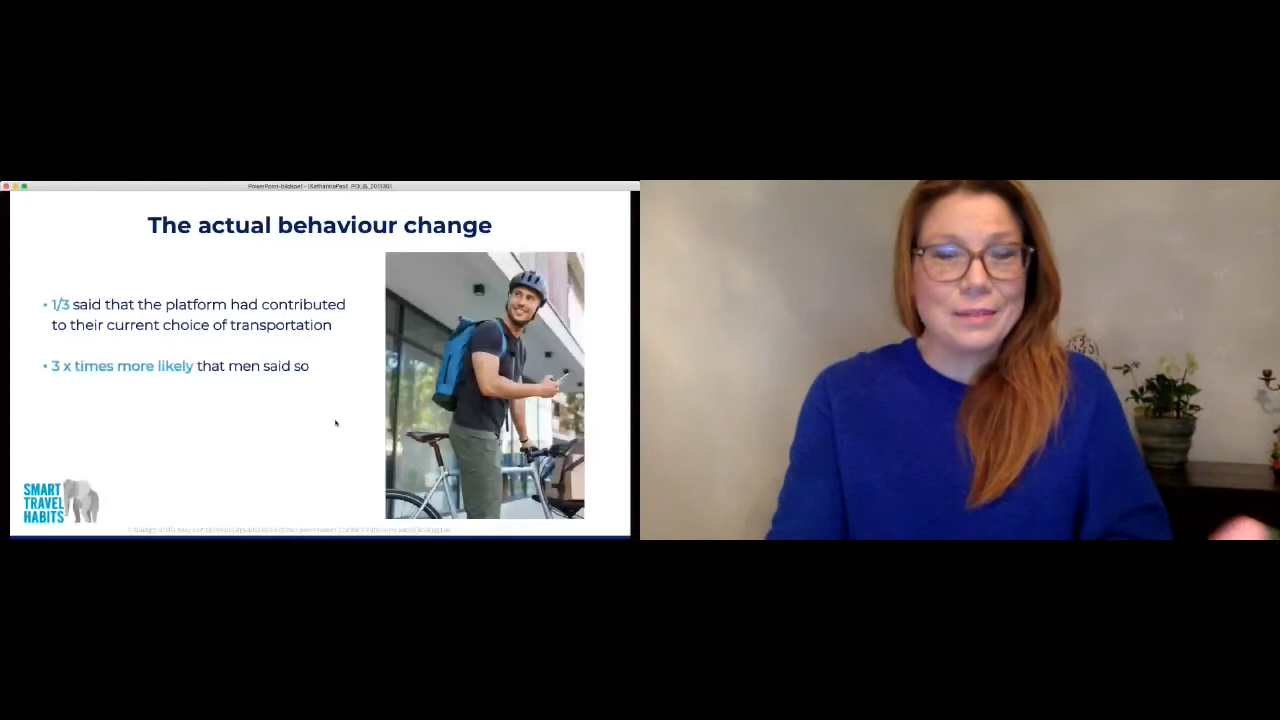 The actual behaviour change
• 1/3 said that the platform had contributed
to their current choice of transportation
• 3 x times more likely that men said so
SMART
TRAVEL
HABITS